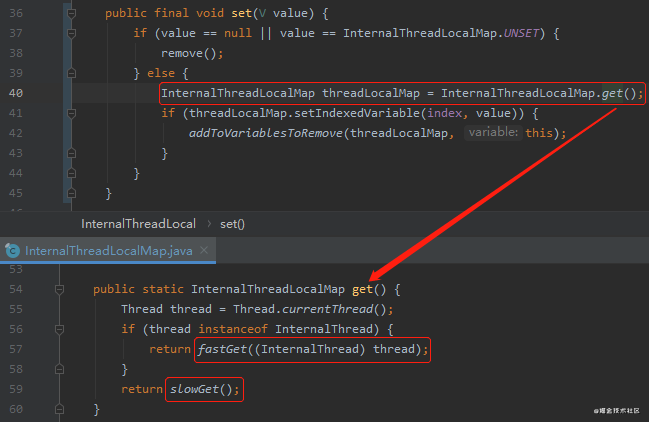 36 public final void set(V value) {
37 if (value == null || value == InternalThreadLocalMap.UNSET) {
38 remove();
39 } else {
40 InternalThreadLocalMap threadLocalMap = InternalThreadLocalMap.get();
41 if (threadLocalMap.setIndexedVariable(index, value)) {
42 addToVariablesToRemove(threadLocalMap, variable: this);
43 }
44 }
45 }
46
InternalThreadLocal › set()
InternalThreadLocalMap.java ×
53
54 public static InternalThreadLocalMap get() {
55 Thread thread = Thread.currentThread();
56 if (thread instanceof InternalThread) {
57 return fastGet((InternalThread) thread);
58 }
59 return slowGet();
60 }
@掘金技术社区